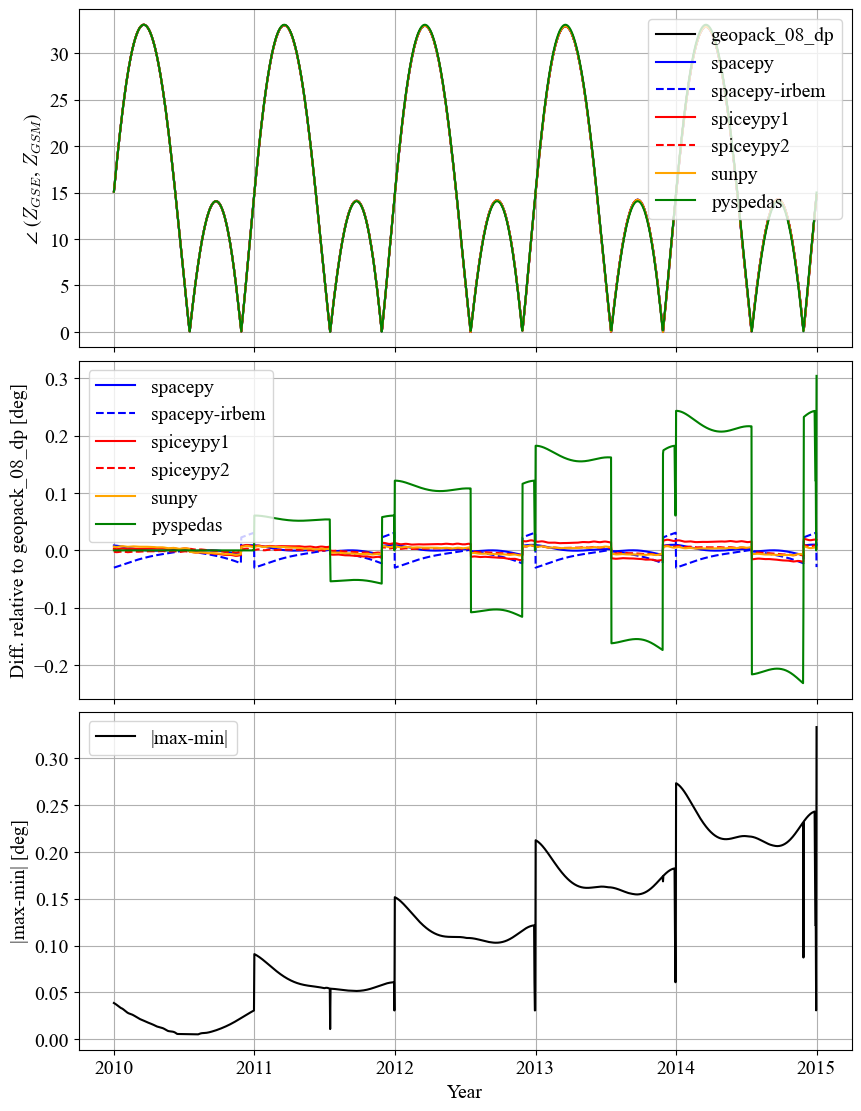 ∠ (Z_GSE, Z_GSM)
30
25
20
15
10
5
0
geopack_08_dp
spacepy
spacepy-irbem
spiceypy1
spiceypy2
sunpy
pyspedas
Diff. relative to geopack_08_dp [deg]
0.3
0.2
0.1
0.0
−0.1
−0.2
spacepy
spacepy-irbem
spiceypy1
spiceypy2
sunpy
pyspedas
|max-min| [deg]
0.30
0.25
0.20
0.15
0.10
0.05
0.00
|max-min|
2010 2011 2012 2013 2014 2015
Year